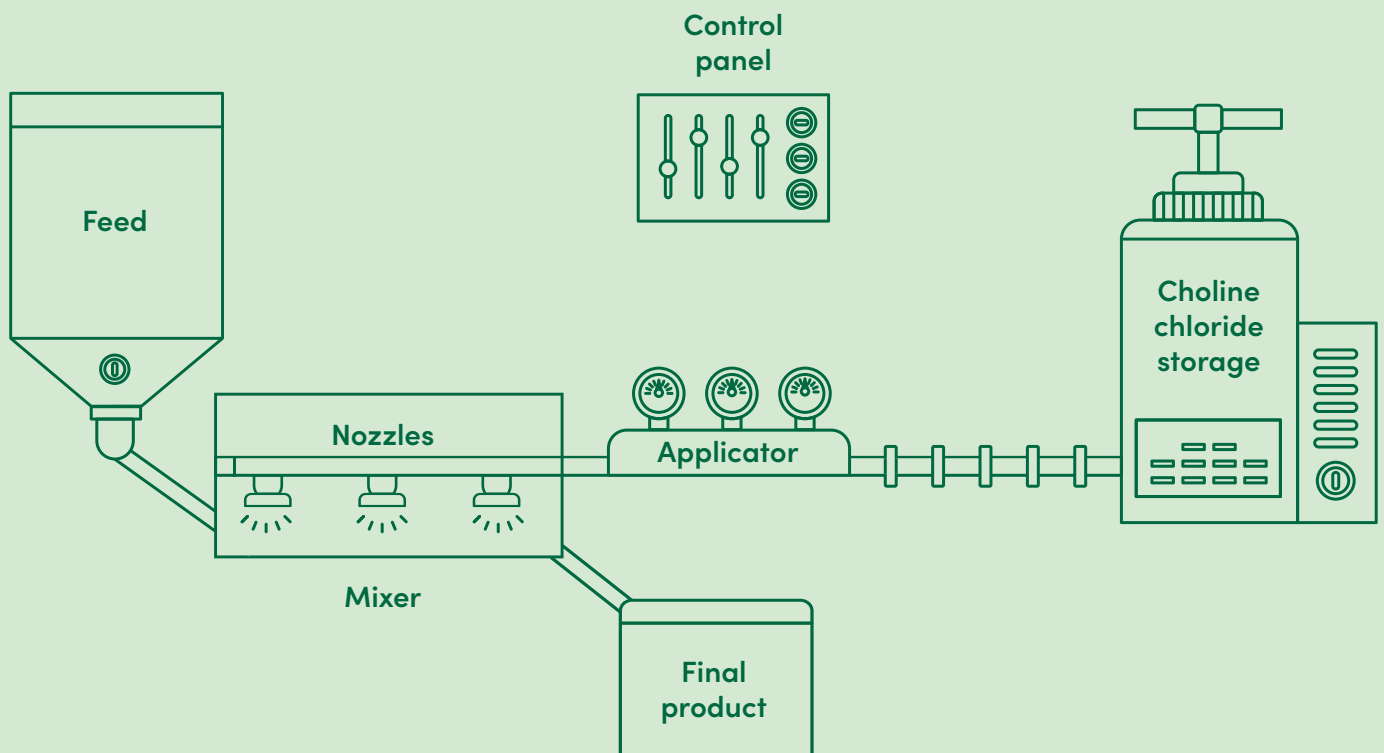 Control
panel
Feed
Choline
chloride
storage
Nozzles
Applicator
Mixer
Final
product